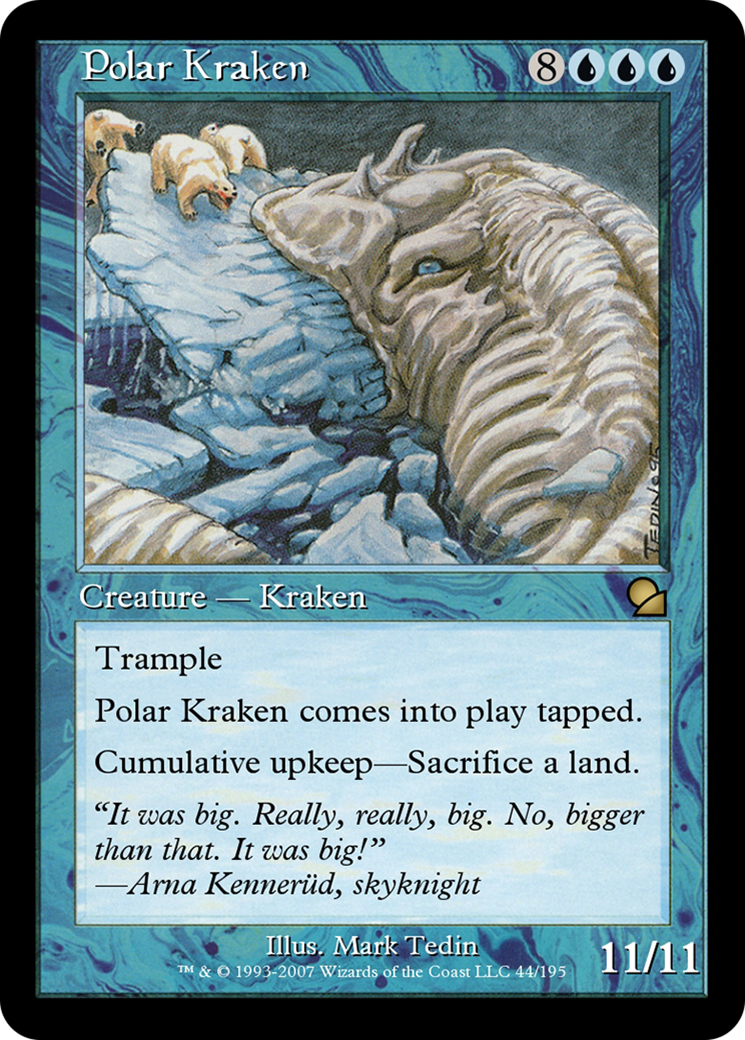 Polar Kraken 8
TEDIN 95
Creature — Kraken
Trample
Polar Kraken comes into play tapped.
Cumulative upkeep—Sacrifice a land.
“It was big. Really, really, big. No, bigger
than that. It was big!”
—Arna Kennerüd, skyknight
Illus. Mark Tedin
™ & © 1993-2007 Wizards of the Coast LLC 44/195
11/11